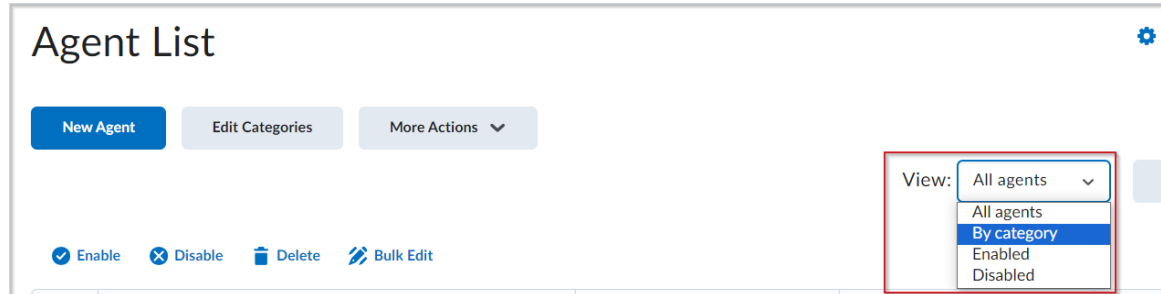 Agent List
New Agent
Edit Categories
More Actions
View:
All agents
All agents
By category
Enabled
Disabled
Enable
Disable
Delete
Bulk Edit